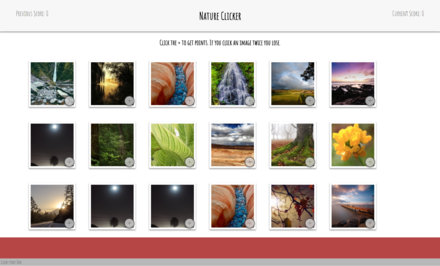 Previous Score: 0
Nature Clicker
Current Score: 0
Click the + to get points. If you click an image twice you lose.